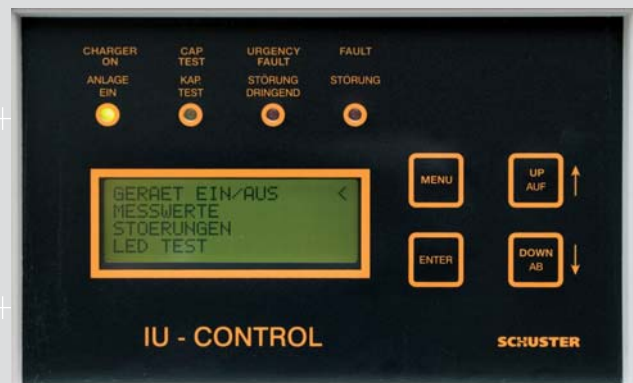 CHARGER ON
CAP TEST
URGENCY FAULT
FAULT
ANLAGE EIN
KAP. TEST
STÖRUNG DRINGEND
STÖRUNG
GERAET EIN/AUS <
MESSWERTE
STOERUNGEN
LED TEST
MENU
UP
AUF
ENTER
DOWN
AB
IU - CONTROL
SCHUSTER